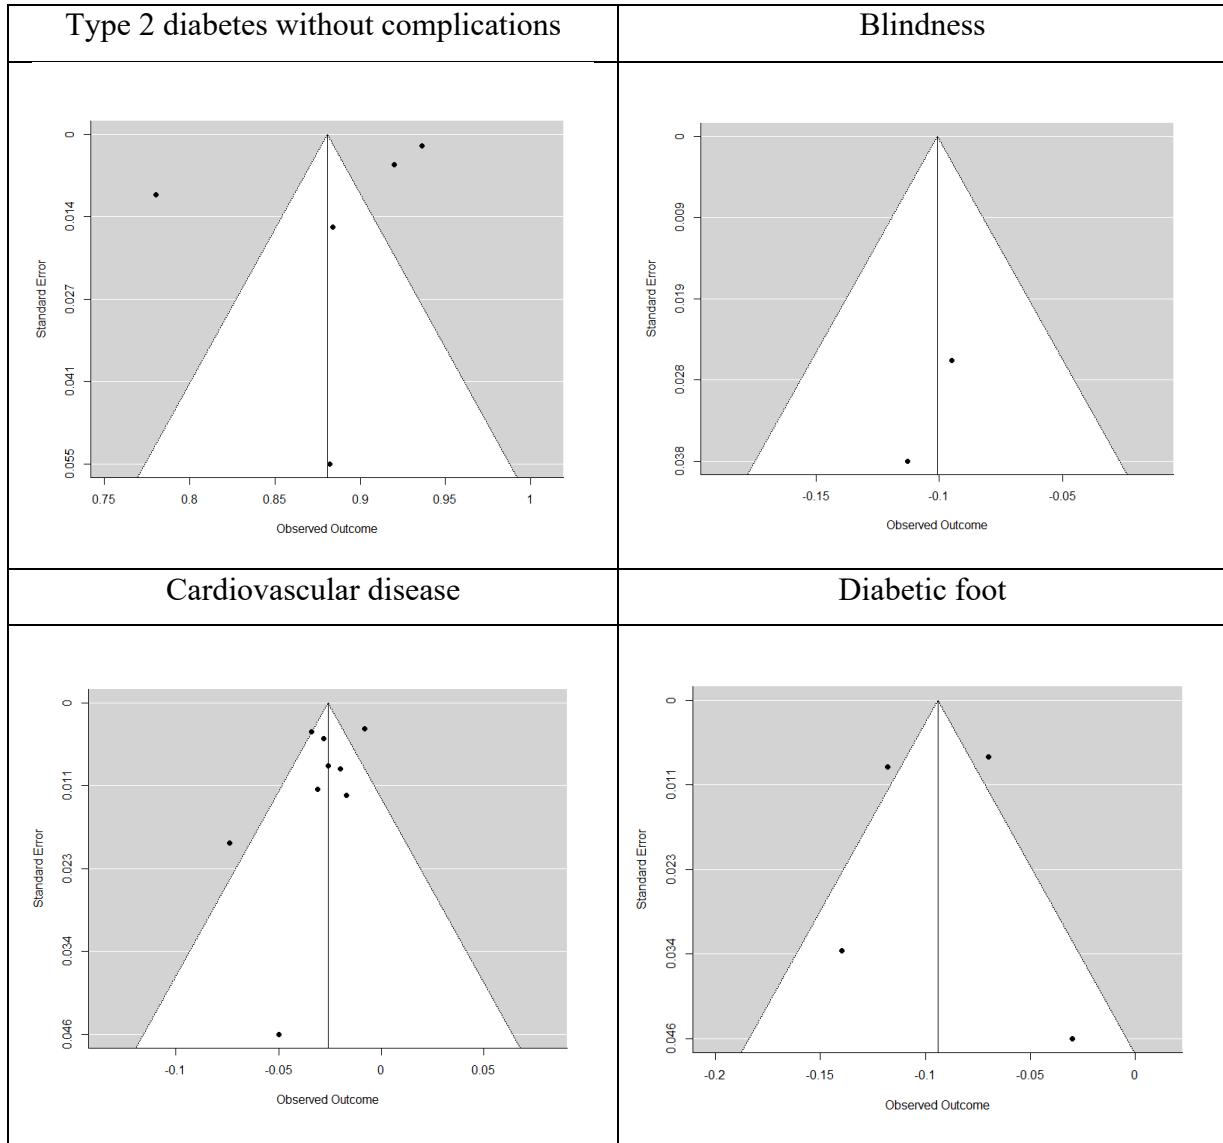 Type 2 diabetes without complications
Blindness
0
0.014
0.027
0.041
0.055
Standard Error
0.75 0.8 0.85 0.9 0.95 1
Observed Outcome
0
0.009
0.019
0.028
0.038
Standard Error
-0.15 -0.1 -0.05
Observed Outcome
Cardiovascular disease
Diabetic foot
0
0.011
0.023
0.034
0.046
Standard Error
-0.1 -0.05 0 0.05
Observed Outcome
0
0.011
0.023
0.034
0.046
Standard Error
-0.2 -0.15 -0.1 -0.05 0
Observed Outcome